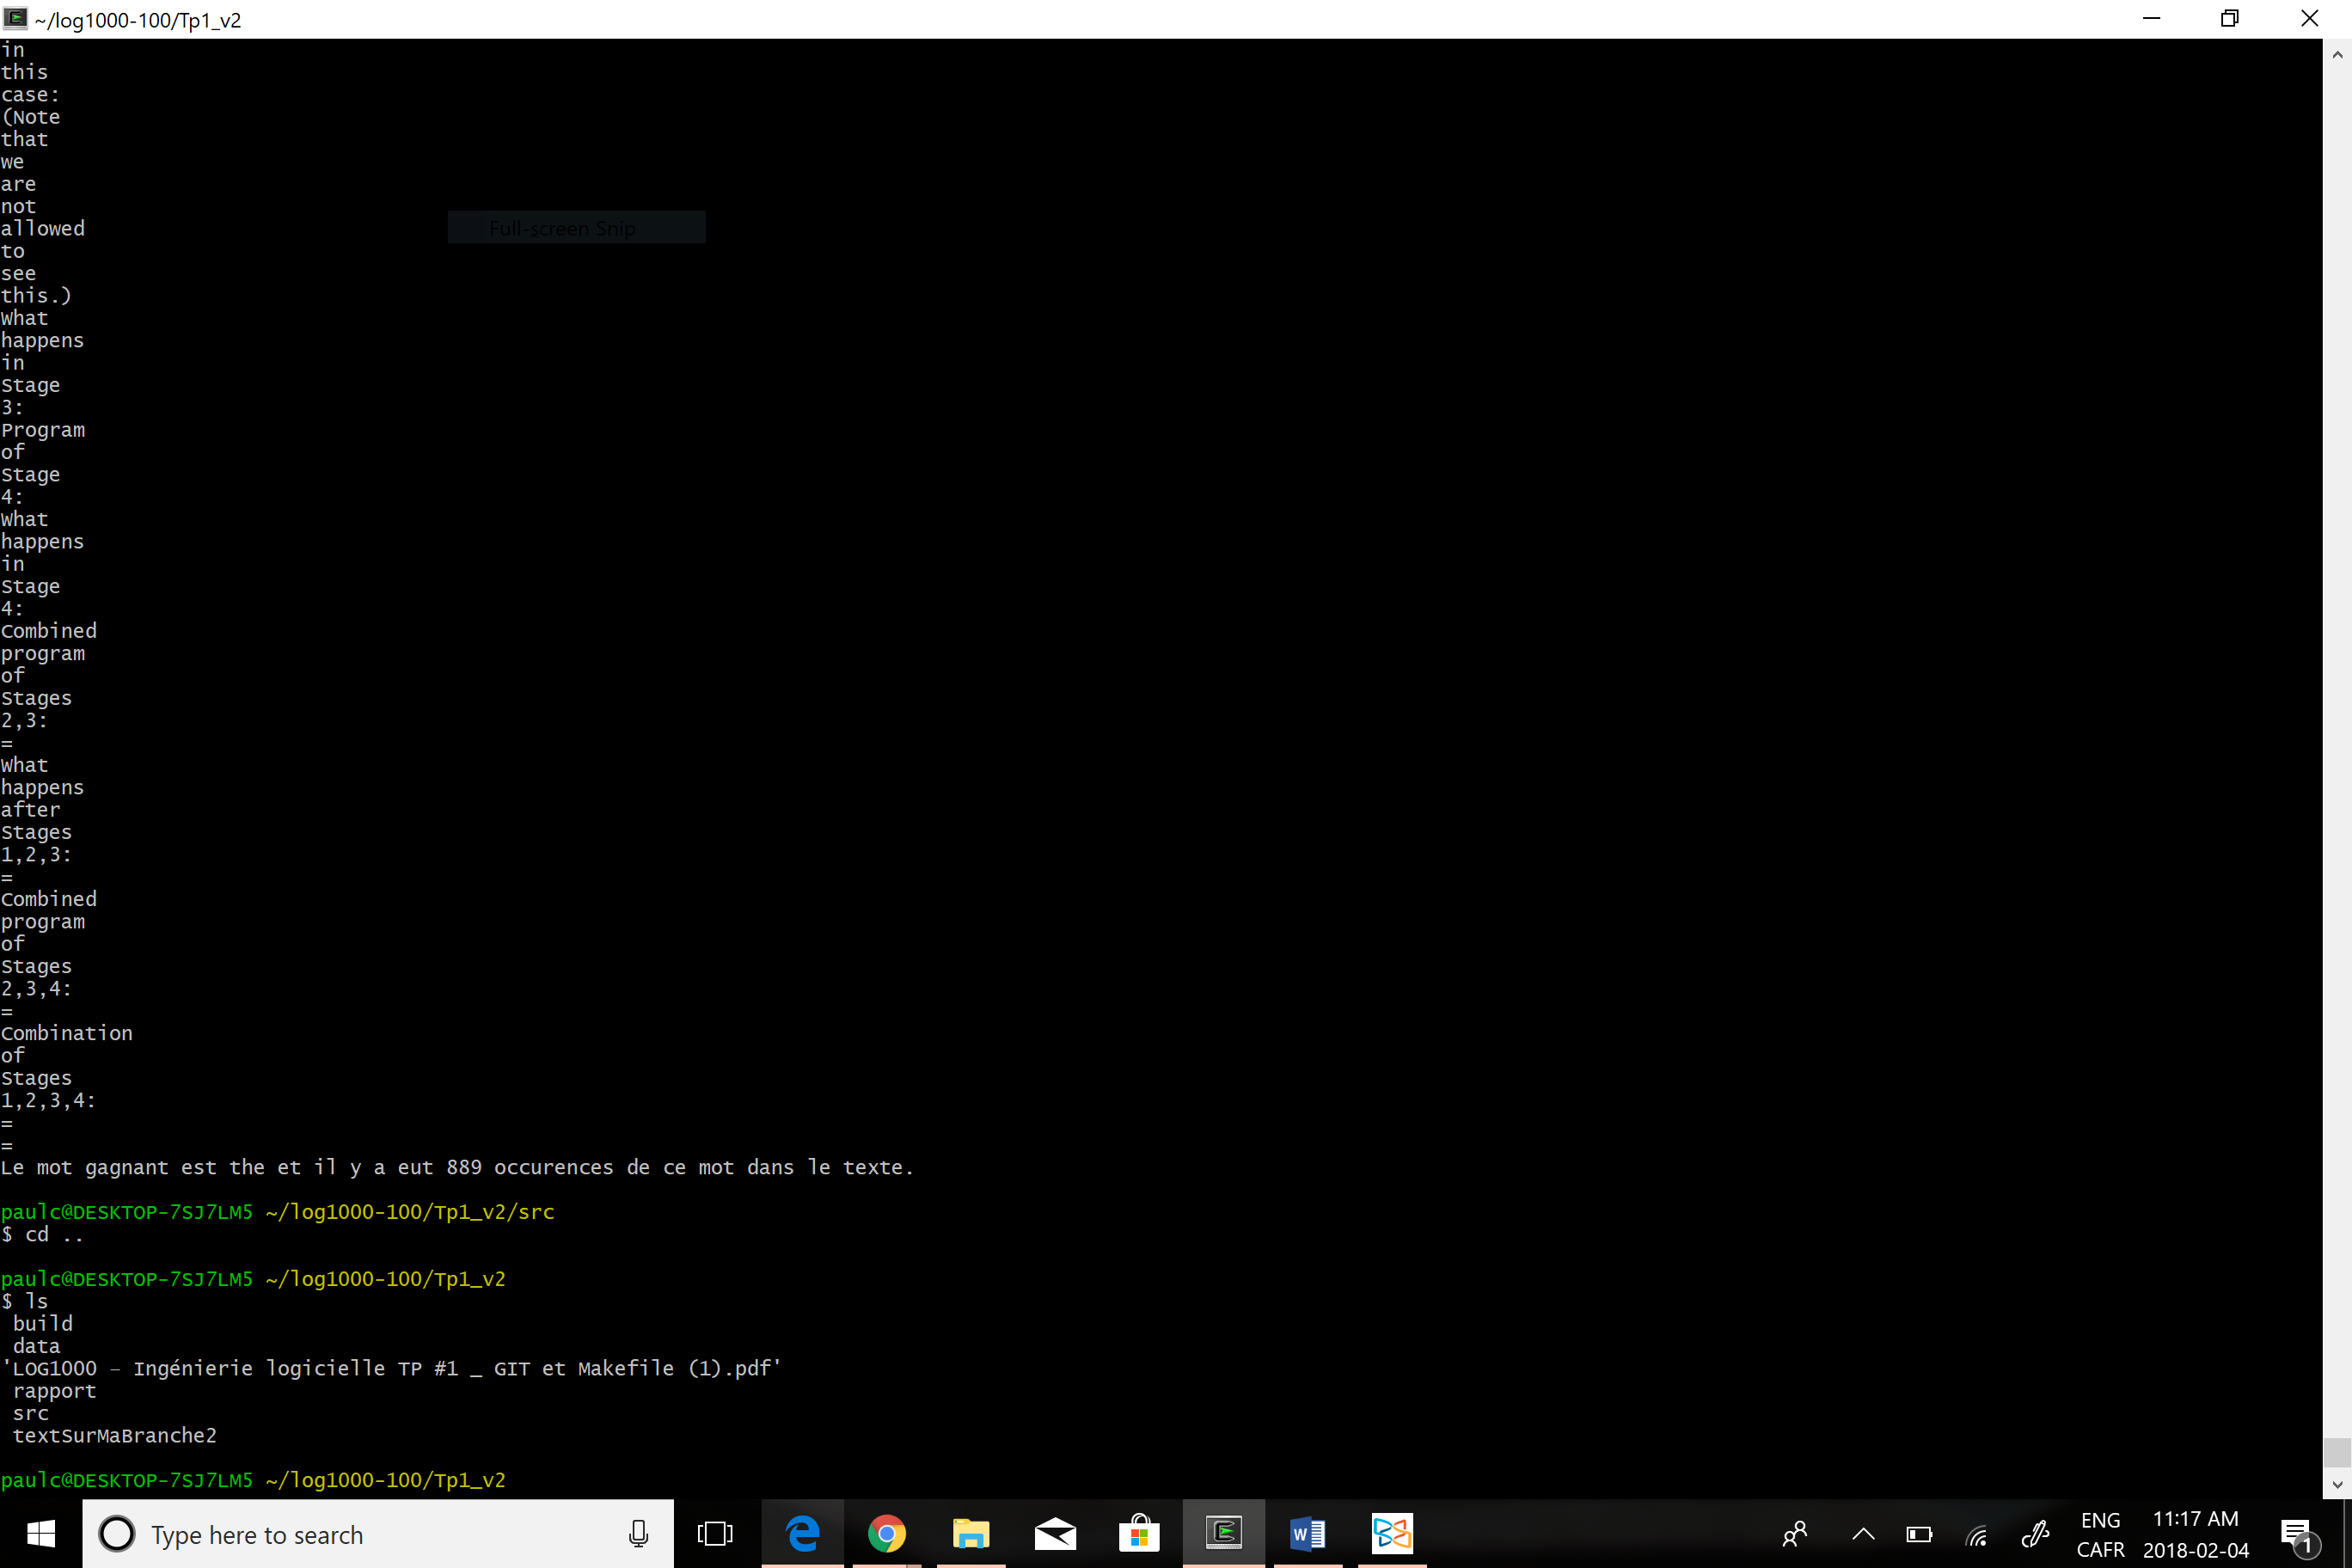 ~/log1000-100/Tp1_v2
in
this
case:
(Note
that
we
are
not
allowed
Full-screen Snip
to
see
this.)
What
happens
in
Stage
3:
Program
of
Stage
4:
What
happens
in
Stage
4:
Combined
program
of
Stages
2,3:
=
What
happens
after
Stages
1,2,3:
=
Combined
program
of
Stages
2,3,4:
=
Combination
of
Stages
1,2,3,4:
=
=
Le mot gagnant est the et il y a eut 889 occurences de ce mot dans le texte.
paulc@DESKTOP-7SJ7LM5 ~/log1000-100/Tp1_v2/src
$ cd ..
paulc@DESKTOP-7SJ7LM5 ~/log1000-100/Tp1_v2
$ ls
build
data
'LOG1000 – Ingénierie logicielle TP #1 _ GIT et Makefile (1).pdf'
rapport
src
textSurMaBranche2
paulc@DESKTOP-7SJ7LM5 ~/log1000-100/Tp1_v2
Type here to search
ENG 11:17 AM
CAFR 2018-02-04
1